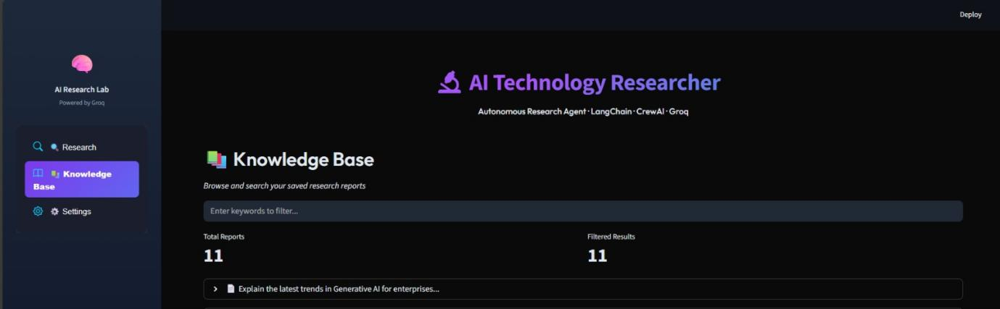 Deploy
AI Research Lab
Powered by Groq
Research
Knowledge
Base
Settings
AI Technology Researcher
Autonomous Research Agent · LangChain · CrewAI · Groq
Knowledge Base
Browse and search your saved research reports
Enter keywords to filter...
Total Reports
11
Filtered Results
11
Explain the latest trends in Generative AI for enterprises...